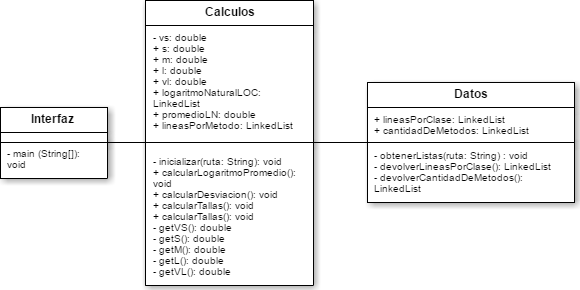 Interfaz
- main (String[]):
void
Calculos
- vs: double
+ s: double
+ m: double
+ l: double
+ vl: double
+ logaritmoNaturalLOC:
LinkedList
+ promedioLN: double
+ lineasPorMetodo: LinkedList
- inicializar(ruta: String): void
+ calcularLogaritmoPromedio():
void
+ calcularDesviacion(): void
+ calcularTallas(): void
+ calcularTallas(): void
- getVS(): double
- getS(): double
- getM(): double
- getL(): double
- getVL(): double
Datos
+ lineasPorClase: LinkedList
+ cantidadDeMetodos: LinkedList
- obtenerListas(ruta: String) : void
- devolverLineasPorClase(): LinkedList
- devolverCantidadDeMetodos():
LinkedList